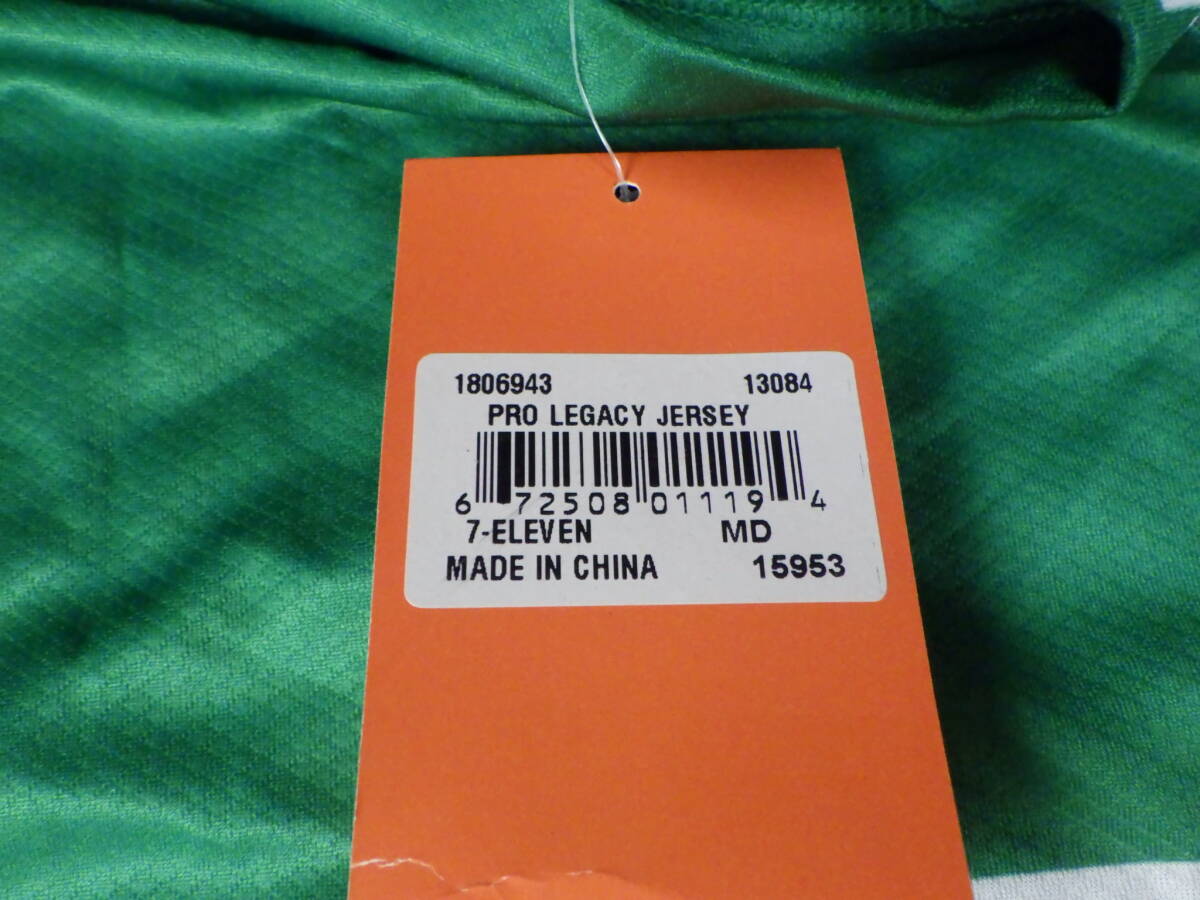 1806943 13084
PRO LEGACY JERSEY
6 72508 01119 4
7-ELEVEN MD
MADE IN CHINA 15953